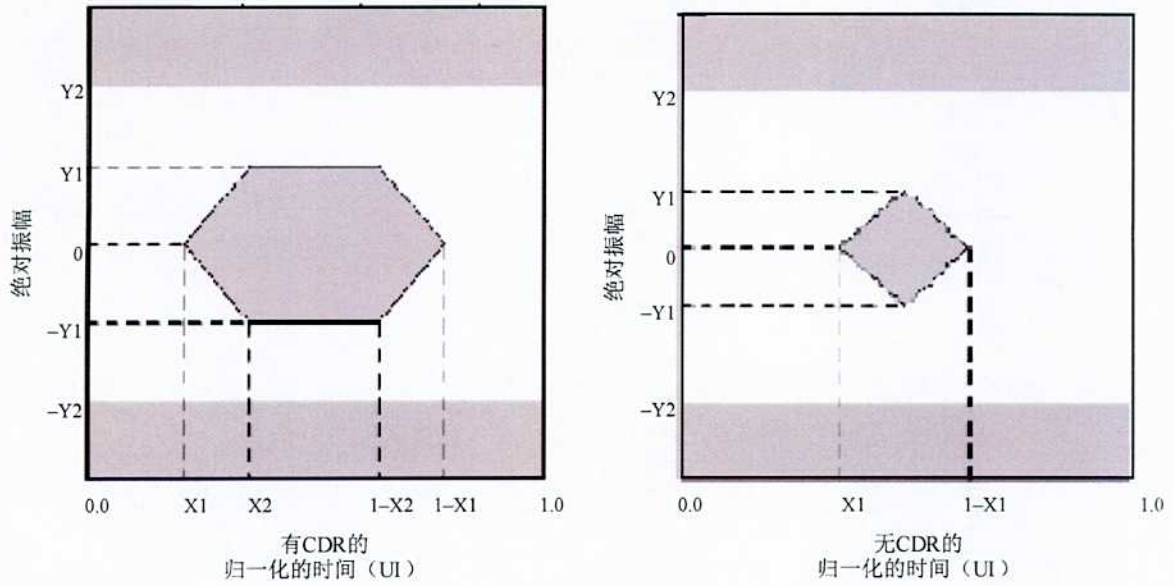 绝对振幅
Y2
Y1
0
–Y1
–Y2
0.0 X1 X2 1–X2 1–X1 1.0
有CDR的
归一化的时间（UI）
绝对振幅
Y2
Y1
0
–Y1
–Y2
0.0 X1 1–X1 1.0
无CDR的
归一化的时间（UI）